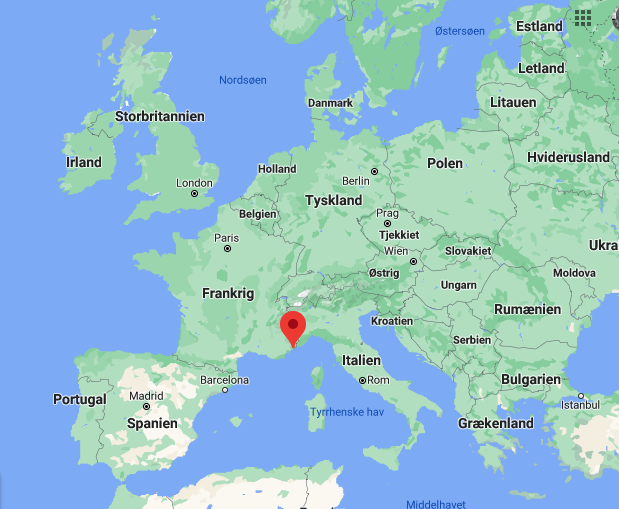 Estland
Østersøen
Letland
Nordsøen
Danmark
Litauen
Storbritannien
Irland
Hviderusland
Polen
Holland
London
Berlin
Tyskland
Belgien
Prag
Tjekkiet
Paris
Wien
Slovakiet
Ukra
Østrig
Moldova
Ungarn
Frankrig
Rumænien
Kroatien
Serbien
Italien
Barcelona
Rom
Bulgarien
Madrid
Portugal
Istanbul
Tyrrhenske hav
Spanien
Grækenland
Middelhavet